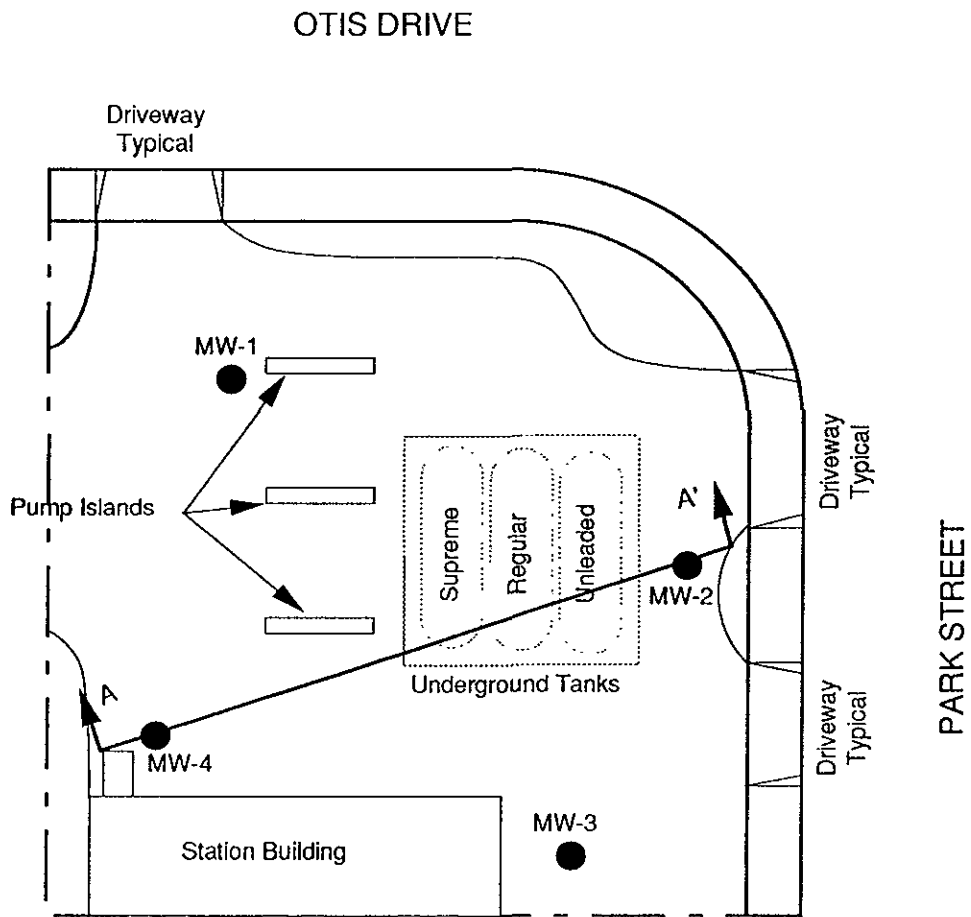 OTIS DRIVE
Driveway
Typical
MW-1
Pump Islands
Supreme
Regular
Unleaded
A'
MW-2
Driveway
Typical
PARK STREET
Underground Tanks
A
MW-4
Driveway
Typical
MW-3
Station Building